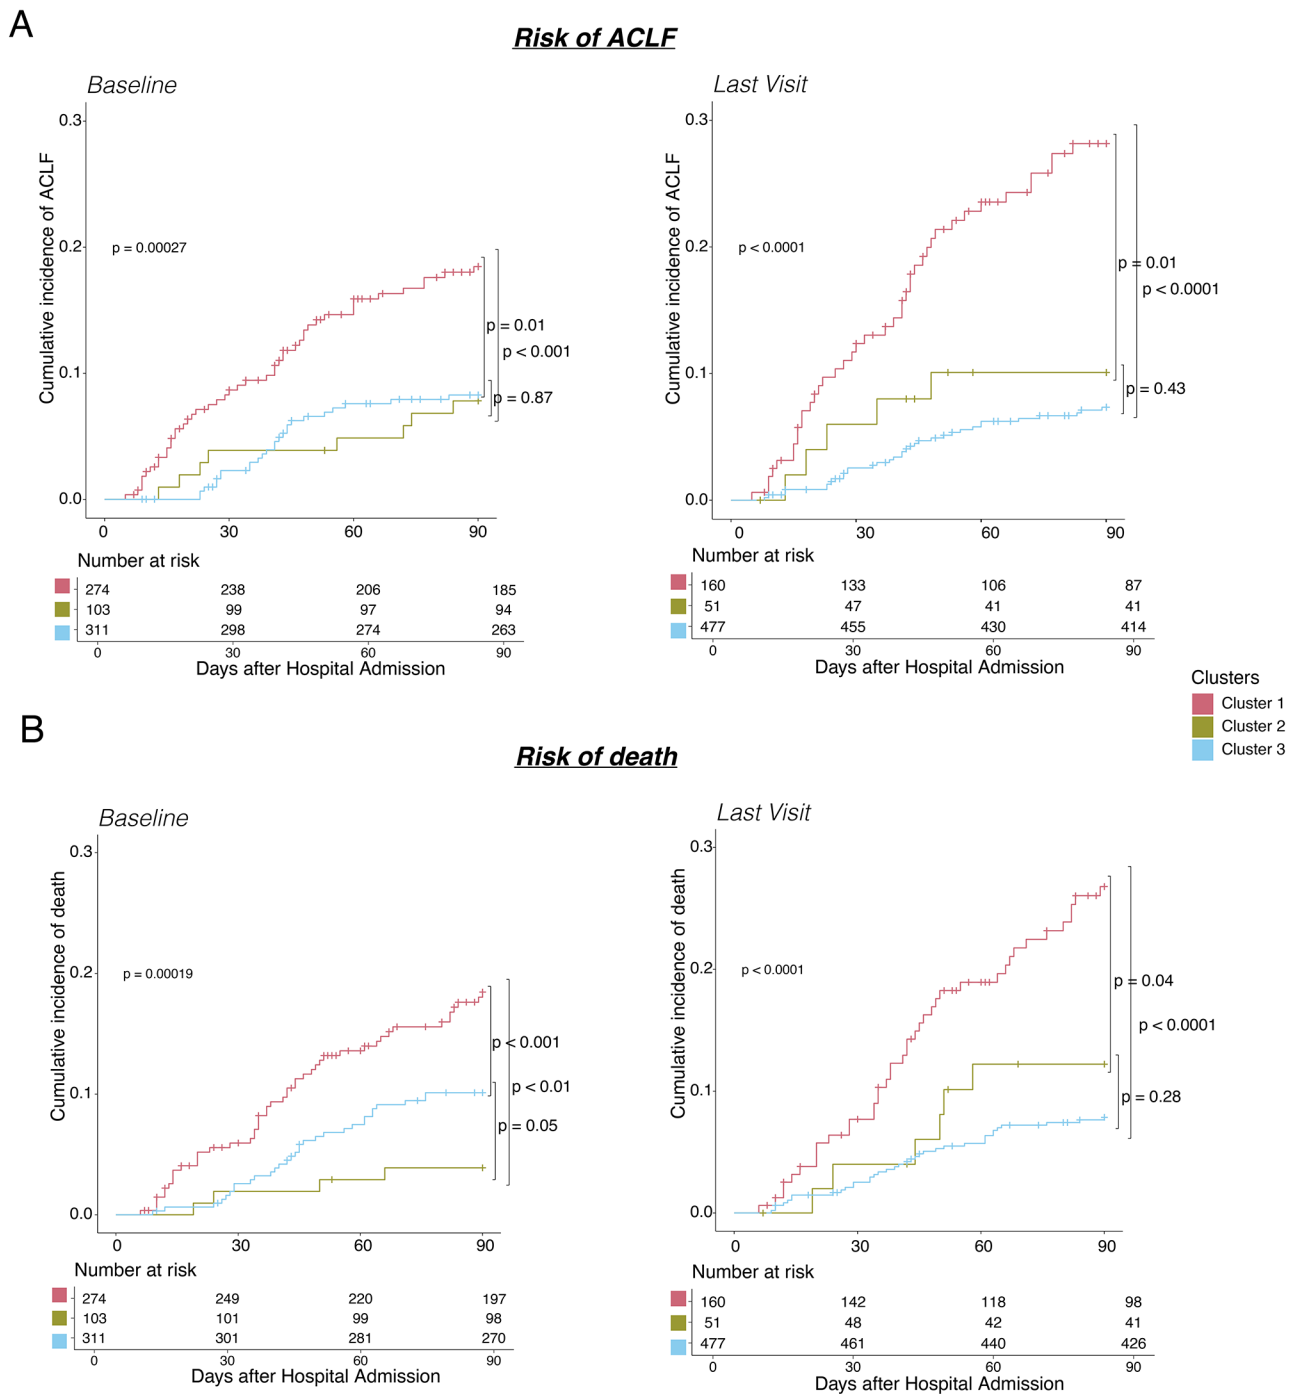 A
Risk of ACLF
Baseline
Cumulative incidence of ACLF
0.3
0.2
0.1
0.0
p = 0.00027
p = 0.01
p < 0.001
p = 0.87
0 30 60 90
Number at risk
274 238 206 185
103 99 97 94
311 298 274 263
0 30 60 90
Days after Hospital Admission
Last Visit
Cumulative incidence of ACLF
0.3
0.2
0.1
0.0
p < 0.0001
p = 0.01
p < 0.0001
p = 0.43
0 30 60 90
Number at risk
160 133 106 87
51 47 41 41
477 455 430 414
0 30 60 90
Days after Hospital Admission
Clusters
Cluster 1
Cluster 2
Cluster 3
B
Risk of death
Baseline
Cumulative incidence of death
0.3
0.2
0.1
0.0
p = 0.00019
p < 0.001
p < 0.01
p = 0.05
0 30 60 90
Number at risk
274 249 220 197
103 101 99 98
311 301 281 270
0 30 60 90
Days after Hospital Admission
Last Visit
Cumulative incidence of death
0.3
0.2
0.1
0.0
p < 0.0001
p = 0.04
p < 0.0001
p = 0.28
0 30 60 90
Number at risk
160 142 118 98
51 48 42 41
477 461 440 426
0 30 60 90
Days after Hospital Admission